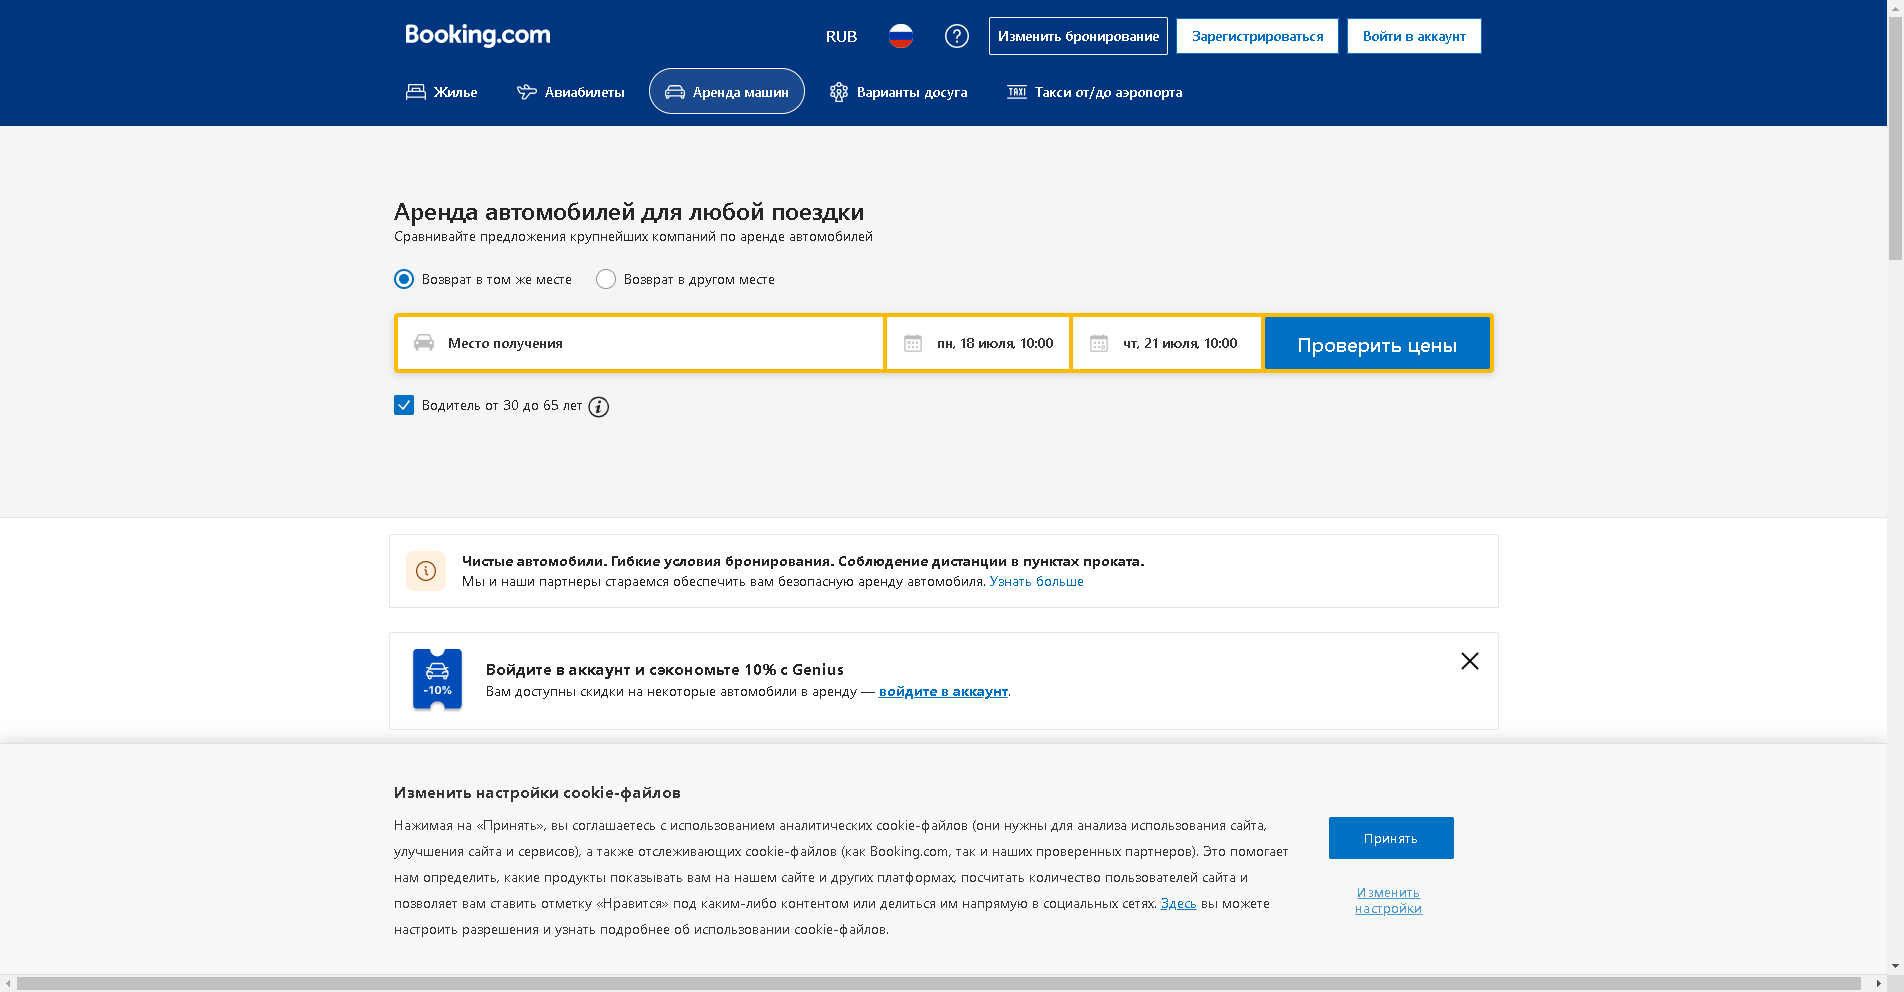 Booking.com
RUB
Изменить бронирование
Зарегистрироваться
Войти в аккаунт
Жилье
Авиабилеты
Аренда машин
Варианты досуга
TAXI
Такси от/до аэропорта
Аренда автомобилей для любой поездки
Сравнивайте предложения крупнейших компаний по аренде автомобилей
Возврат в том же месте
Возврат в другом месте
Место получения
пн, 18 июля, 10:00
чт, 21 июля, 10:00
Проверить цены
Водитель от 30 до 65 лет
Чистые автомобили. Гибкие условия бронирования. Соблюдение дистанции в пунктах проката.
Мы и наши партнеры стараемся обеспечить вам безопасную аренду автомобиля. Узнать больше
-10%
Войдите в аккаунт и сэкономьте 10% с Genius
Вам доступны скидки на некоторые автомобили в аренду — войдите в аккаунт.
Изменить настройки cookie-файлов
Нажимая на «Принять», вы соглашаетесь с использованием аналитических cookie-файлов (они нужны для анализа использования сайта,
улучшения сайта и сервисов), а также отслеживающих cookie-файлов (как Booking.com, так и наших проверенных партнеров). Это помогает
нам определить, какие продукты показывать вам на нашем сайте и других платформах, посчитать количество пользователей сайта и
позволяет вам ставить отметку «Нравится» под каким-либо контентом или делиться им напрямую в социальных сетях. Здесь вы можете
настроить разрешения и узнать подробнее об использовании cookie-файлов.
Принять
Изменить
настройки